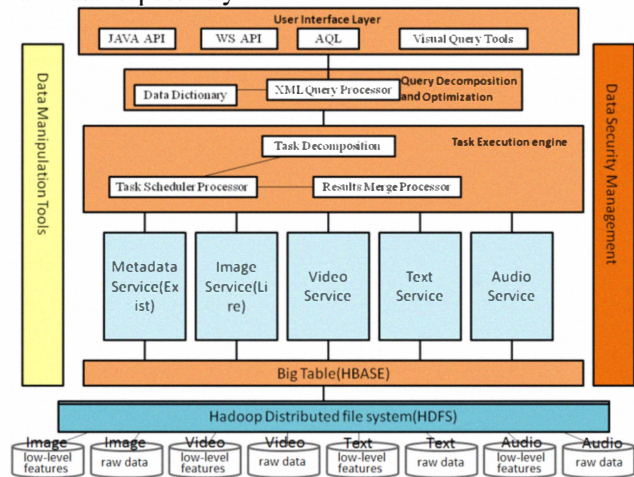 User Interface Layer
JAVA API
WS API
AQL
Visual Query Tools
Data Manipulation Tools
Data Security Management
Data Dictionary
XML Query Processor
Query Decomposition
and Optimization
Task Decomposition
Task Execution engine
Task Scheduler Processor
Results Merge Processor
Metadata
Service(Ex
ist)
Image
Service(Li
re)
Video
Service
Text
Service
Audio
Service
Big Table(HBASE)
Hadoop Distributed file system(HDFS)
Image
low-level
features
Image
raw data
Video
low-level
features
Video
raw data
Text
low-level
features
Text
raw data
Audio
low-level
features
Audio
raw data